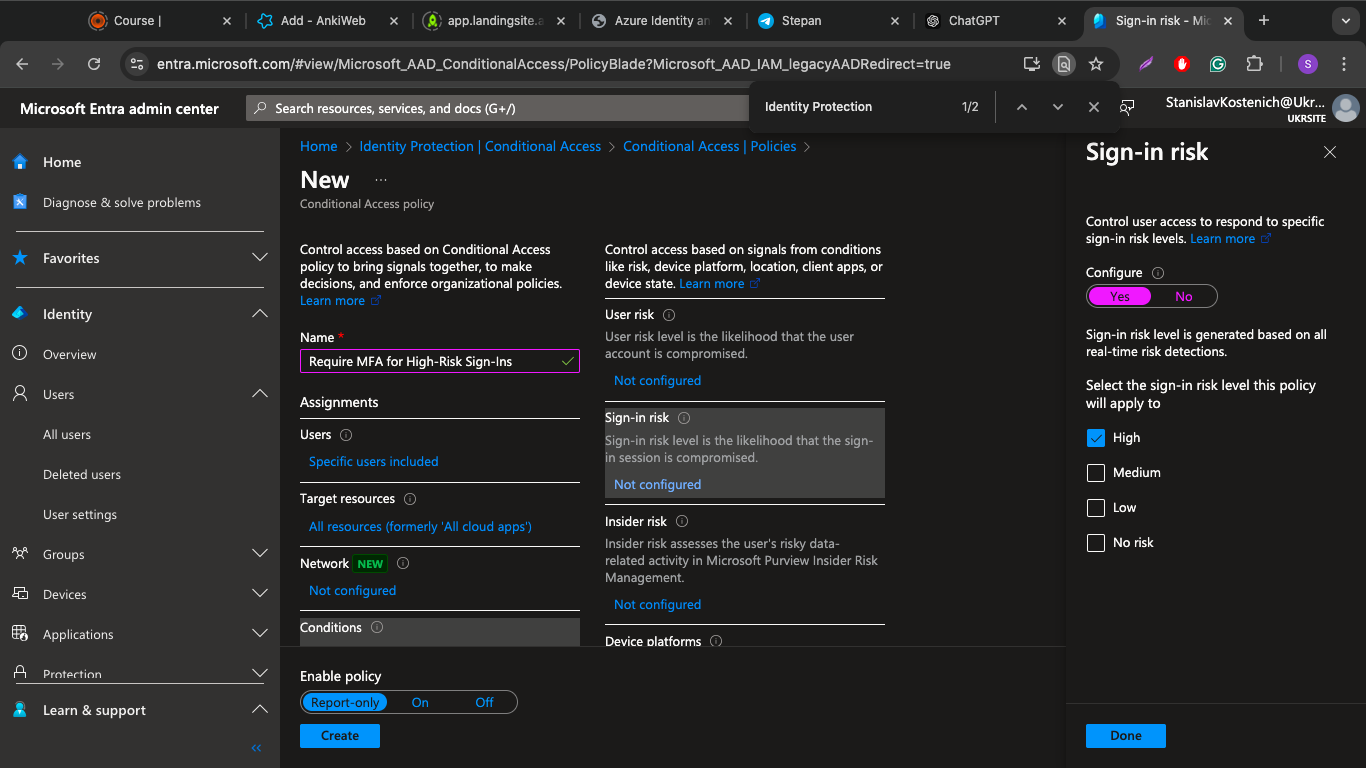 Course |
Add - AnkiWeb
app.landingsite.a
Azure Identity an
Stepan
ChatGPT
Sign-in risk - Mic
entra.microsoft.com/#view/Microsoft_AAD_ConditionalAccess/PolicyBlade?Microsoft_AAD_IAM_legacyAADRedirect=true
S
Identity Protection
1/2
Microsoft Entra admin center
Search resources, services, and docs (G+/)
StanislavKostenich@Ukr...
UKRSITE
Home
Diagnose & solve problems
Favorites
Identity
Overview
Users
All users
Deleted users
User settings
Groups
Devices
Applications
Protection
Learn & support
Home > Identity Protection | Conditional Access > Conditional Access | Policies >
New ...
Conditional Access policy
Control access based on Conditional Access
policy to bring signals together, to make
decisions, and enforce organizational policies.
Learn more
Name *
Require MFA for High-Risk Sign-Ins
Assignments
Users
Specific users included
Target resources
All resources (formerly 'All cloud apps')
Network NEW
Not configured
Conditions
Control access based on signals from conditions
like risk, device platform, location, client apps, or
device state. Learn more
User risk
User risk level is the likelihood that the user
account is compromised.
Not configured
Sign-in risk
Sign-in risk level is the likelihood that the sign-
in session is compromised.
Not configured
Insider risk
Insider risk assesses the user's risky data-
related activity in Microsoft Purview Insider Risk
Management.
Not configured
Device platforms
Enable policy
Report-only On Off
Create
Sign-in risk
Control user access to respond to specific
sign-in risk levels. Learn more
Configure
Yes No
Sign-in risk level is generated based on all
real-time risk detections.
Select the sign-in risk level this policy
will apply to
High
Medium
Low
No risk
Done